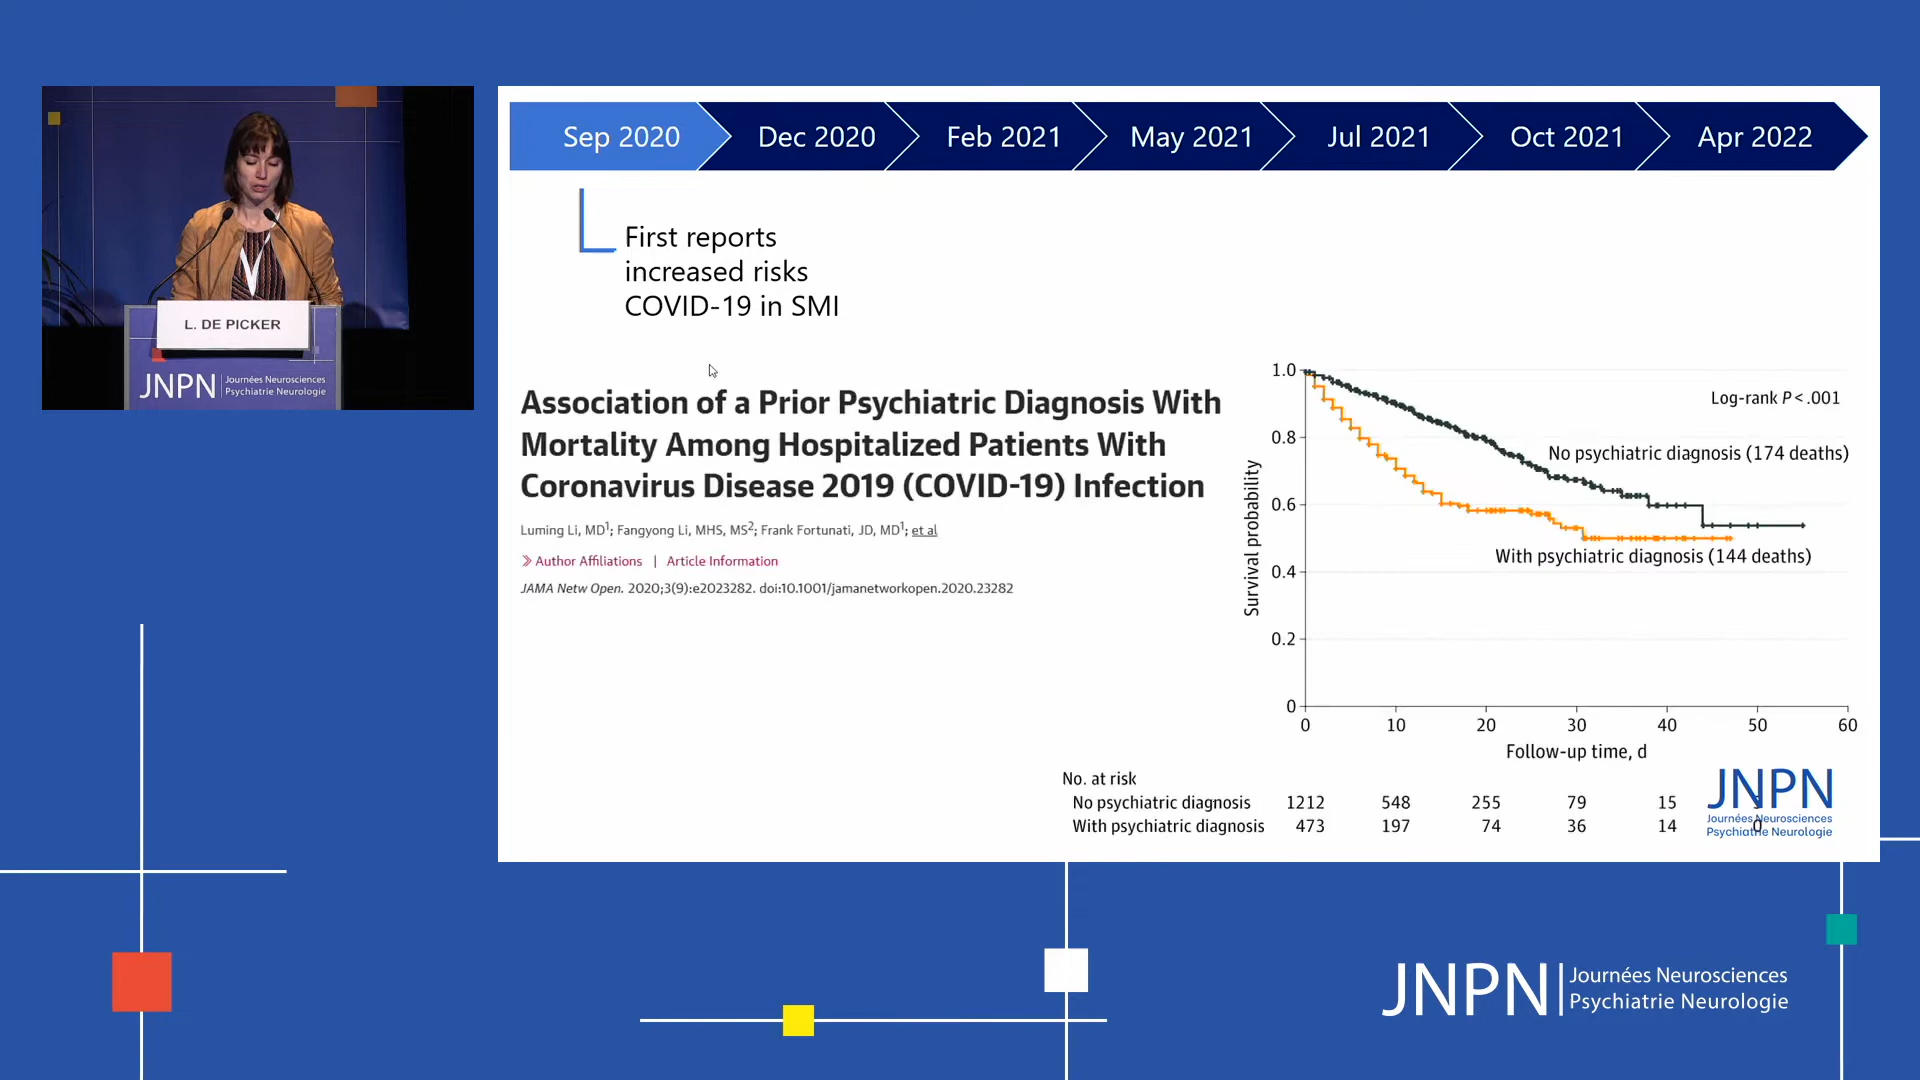 L. DE PICKER
JNPN
Journées Neurosciences
Psychiatrie Neurologie
Sep 2020
Dec 2020
Feb 2021
May 2021
Jul 2021
Oct 2021
Apr 2022
First reports
increased risks
COVID-19 in SMI
Association of a Prior Psychiatric Diagnosis With
Mortality Among Hospitalized Patients With
Coronavirus Disease 2019 (COVID-19) Infection
Luming Li, MD1; Fangyong Li, MHS, MS2; Frank Fortunati, JD, MD1; et al
Author Affiliations | Article Information
JAMA Netw Open. 2020;3(9):e2023282. doi:10.1001/jamanetworkopen.2020.23282
Survival probability
1.0
0.8
0.6
0.4
0.2
0
Log-rank P < .001
No psychiatric diagnosis (174 deaths)
With psychiatric diagnosis (144 deaths)
0 10 20 30 40 50 60
Follow-up time, d
No. at risk
No psychiatric diagnosis 1212 548 255 79 15
With psychiatric diagnosis 473 197 74 36 14 0
JNPN
Journées Neurosciences
Psychiatrie Neurologie
JNPN
Journées Neurosciences
Psychiatrie Neurologie